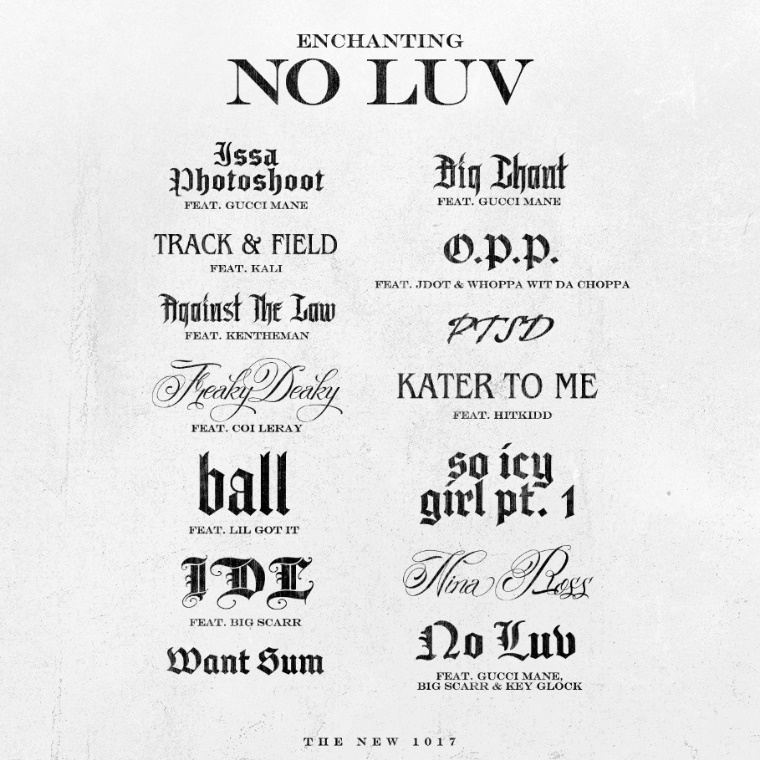 ENCHANTING
NO LUV
Issa
Photoshoot
FEAT. GUCCI MANE
TRACK & FIELD
FEAT. KALI
Against The Law
FEAT. KENTHEMAN
Freaky Deaky
FEAT. COI LERAY
ball
FEAT. LIL GOT IT
IDC
FEAT. BIG SCARR
Want Sum
Big Chant
FEAT. GUCCI MANE
O.P.P.
FEAT. JDOT & WHOPPA WIT DA CHOPPA
PTSD
KATER TO ME
FEAT. HITKIDD
so icy
girl pt. 1
Nina Ross
No Luv
FEAT. GUCCI MANE,
BIG SCARR & KEY GLOCK
THE NEW 1017